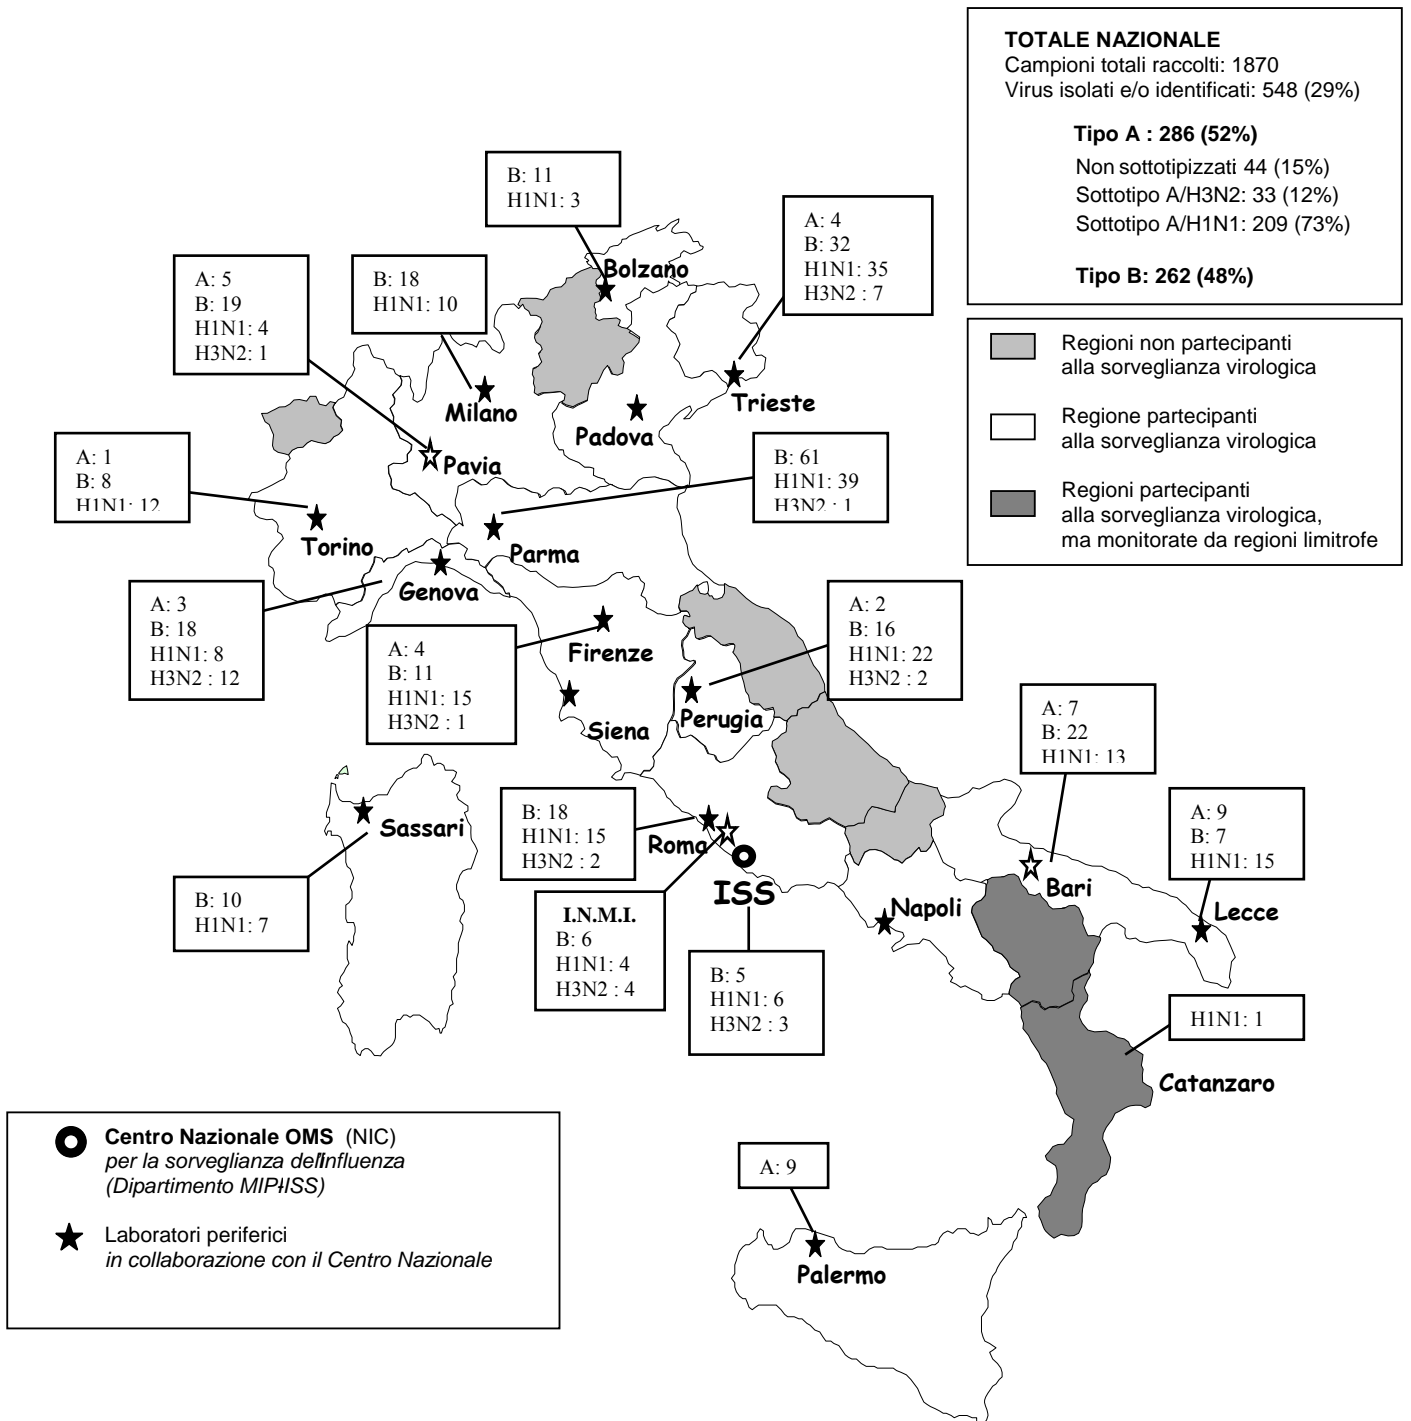 TOTALE NAZIONALE
Campioni totali raccolti: 1870
Virus isolati e/o identificati: 548 (29%)
Tipo A : 286 (52%)
Non sottotipizzati 44 (15%)
Sottotipo A/H3N2: 33 (12%)
Sottotipo A/H1N1: 209 (73%)
Tipo B: 262 (48%)
Regioni non partecipanti
alla sorveglianza virologica
Regione partecipanti
alla sorveglianza virologica
Regioni partecipanti
alla sorveglianza virologica,
ma monitorate da regioni limitrofe
B: 11
H1N1: 3
Bolzano
A: 4
B: 32
H1N1: 35
H3N2 : 7
Trieste
A: 5
B: 19
H1N1: 4
H3N2: 1
Pavia
B: 18
H1N1: 10
Milano
Padova
A: 1
B: 8
H1N1: 12
Torino
B: 61
H1N1: 39
H3N2 : 1
Parma
A: 3
B: 18
H1N1: 8
H3N2 : 12
Genova
A: 4
B: 11
H1N1: 15
H3N2 : 1
Firenze
Siena
A: 2
B: 16
H1N1: 22
H3N2 : 2
Perugia
A: 7
B: 22
H1N1: 13
Bari
A: 9
B: 7
H1N1: 15
Lecce
B: 18
H1N1: 15
H3N2 : 2
Roma
ISS
I.N.M.I.
B: 6
H1N1: 4
H3N2 : 4
B: 5
H1N1: 6
H3N2 : 3
Napoli
Sassari
B: 10
H1N1: 7
H1N1: 1
Catanzaro
A: 9
Palermo
Centro Nazionale OMS (NIC)
per la sorveglianza dell'influenza
(Dipartimento MIPI-ISS)
Laboratori periferici
in collaborazione con il Centro Nazionale